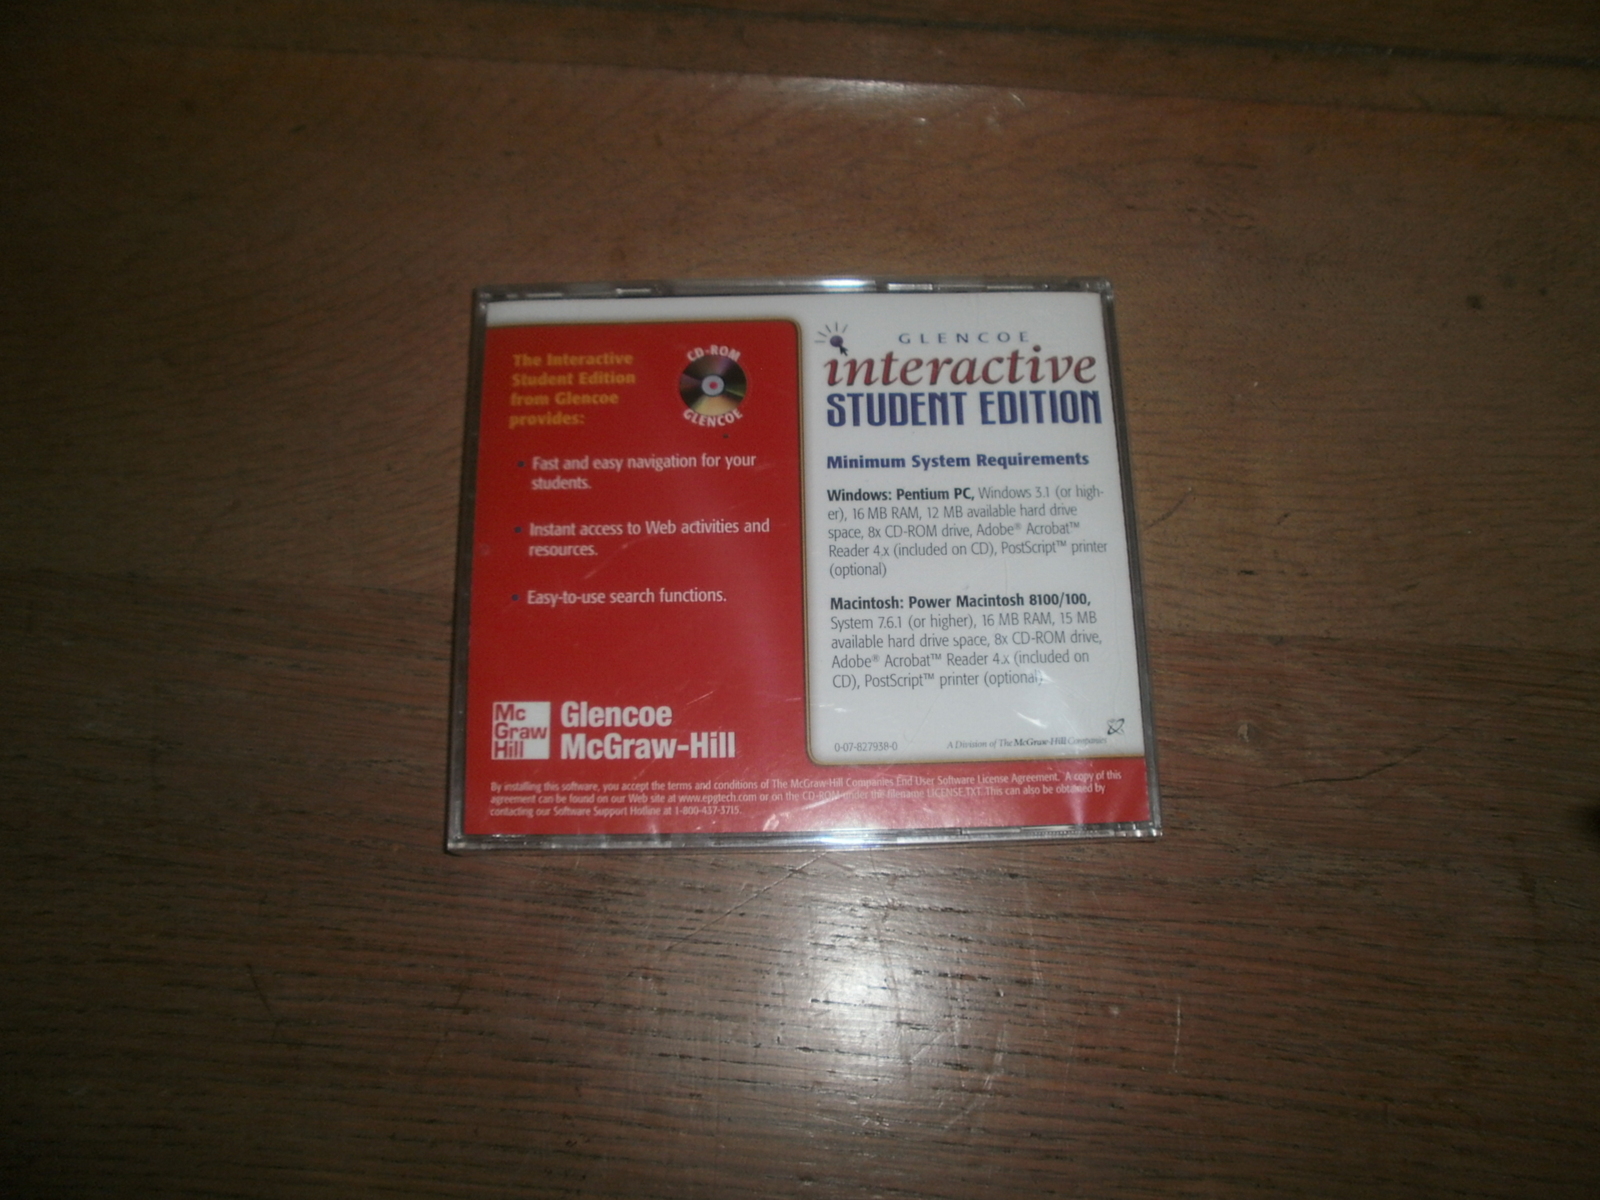 The Interactive
Student Edition
from Glencoe
provides:
CD-ROM
GLENCOE
• Fast and easy navigation for your
students.
• Instant access to Web activities and
resources.
• Easy-to-use search functions.
Mc
Graw
Hill
Glencoe
McGraw-Hill
GLENCOE
interactive
STUDENT EDITION
Minimum System Requirements
Windows: Pentium PC, Windows 3.1 (or high-
er), 16 MB RAM, 12 MB available hard drive
space, 8x CD-ROM drive, Adobe® Acrobat™
Reader 4.x (included on CD), PostScript™ printer
(optional)
Macintosh: Power Macintosh 8100/100,
System 7.6.1 (or higher), 16 MB RAM, 15 MB
available hard drive space, 8x CD-ROM drive,
Adobe® Acrobat™ Reader 4.x (included on
CD), PostScript™ printer (optional)
0-07-827938-0
A Division of The McGraw-Hill Companies
By installing this software, you accept the terms and conditions of The McGraw-Hill Companies End User Software License Agreement. A copy of this
agreement can be found on our Web site at www.epgtech.com or on the CD-ROM under the filename LICENSE.TXT. This can also be obtained by
contacting our Software Support Hotline at 1-800-437-3715.